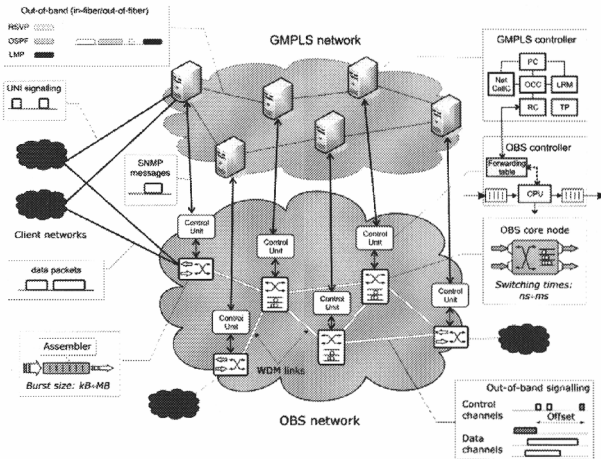 Out-of-band (in-fiber/out-of-fiber)
RSVP
OSPF
LMP
GMPLS network
GMPLS controller
PC
Net
CallC
OCC
LRM
RC
TP
UNI signalling
SNMP
messages
OBS controller
Forwarding
table
CPU
Client networks
Control
Unit
Control
Unit
Control
Unit
OBS core node
Switching times:
ns÷ms
data packets
Control
Unit
Control
Unit
Control
Unit
Assembler
Burst size: kB÷MB
WDM links
OBS network
Out-of-band signalling
Control
channels
Offset
Data
channels